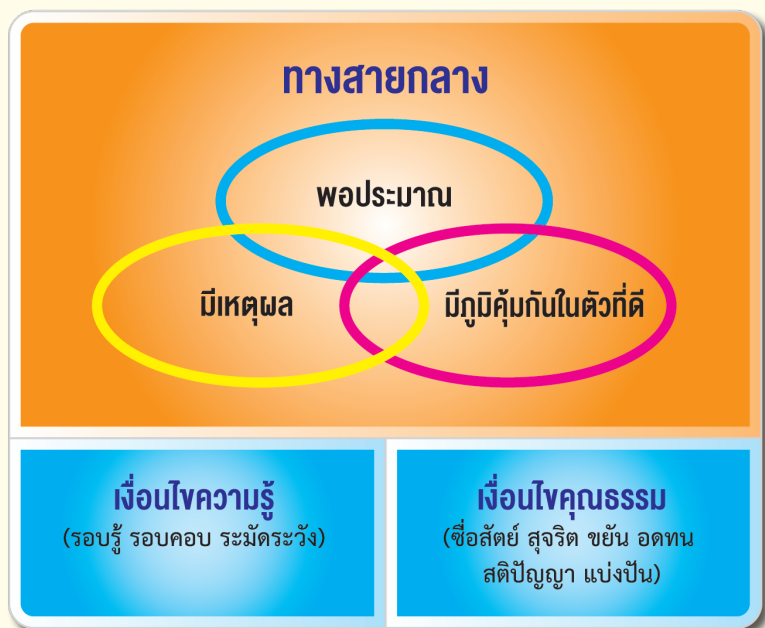 ทางสายกลาง
พอประมาณ
มีเหตุผล
มีภูมิคุ้มกันในตัวที่ดี
เงื่อนไขความรู้
(รอบรู้ รอบคอบ ระมัดระวัง)
เงื่อนไขคุณธรรม
(ซื่อสัตย์ สุจริต ขยัน อดทน
สติปัญญา แบ่งปัน)